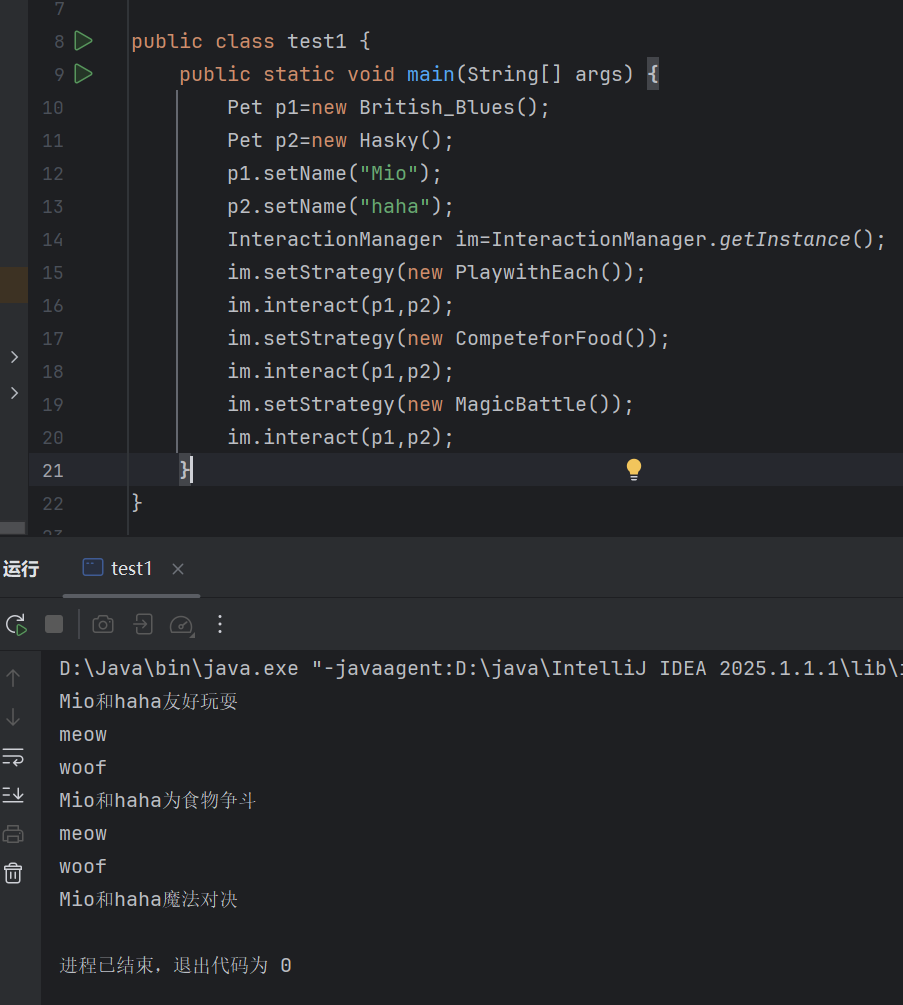 7
8 public class test1 {
9 public static void main(String[] args) {
10 Pet p1=new British_Blues();
11 Pet p2=new Hasky();
12 p1.setName("Mio");
13 p2.setName("haha");
14 InteractionManager im=InteractionManager.getInstance();
15 im.setStrategy(new PlaywithEach());
16 im.interact(p1,p2);
17 im.setStrategy(new CompeteforFood());
18 im.interact(p1,p2);
19 im.setStrategy(new MagicBattle());
20 im.interact(p1,p2);
21 }
22 }
运行 test1
D:\Java\bin\java.exe "-javaagent:D:\java\IntelliJ IDEA 2025.1.1.1\lib\
Mio和haha友好玩耍
meow
woof
Mio和haha为食物争斗
meow
woof
Mio和haha魔法对决
进程已结束，退出代码为 0